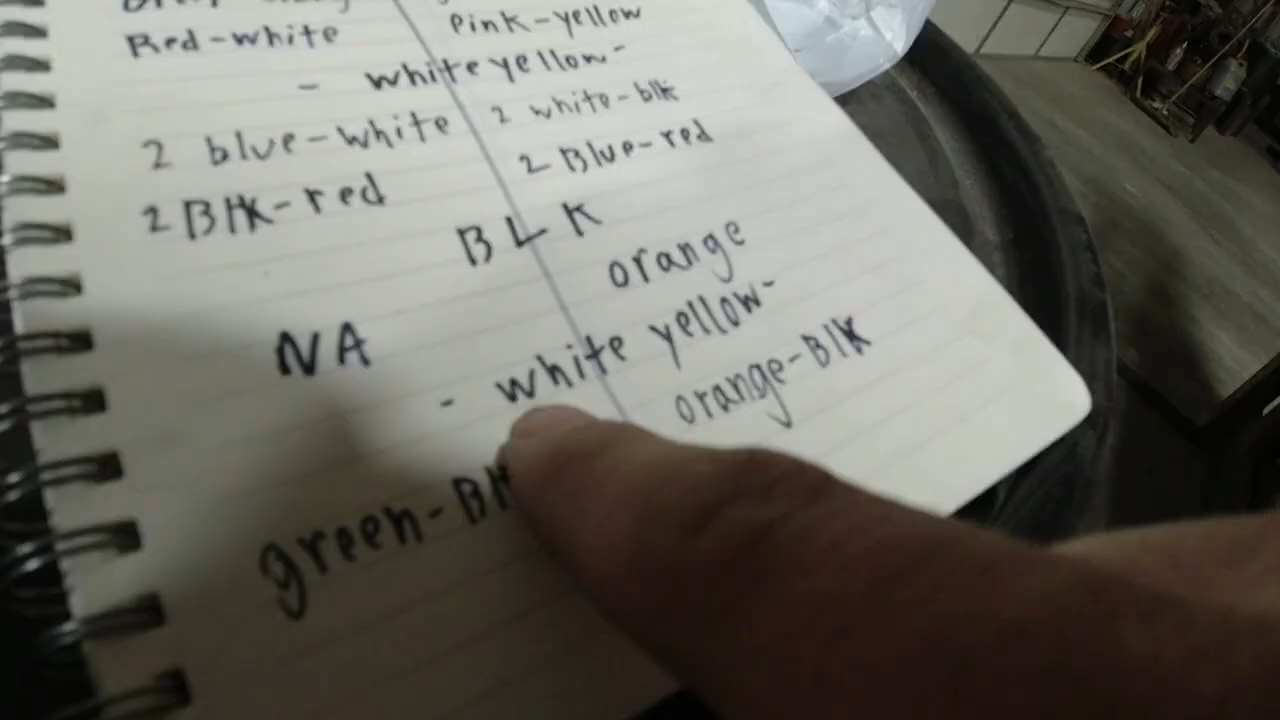 Red-white Pink-yellow
- white yellow-
2 blue-white 2 white-blk
2 Blk-red 2 Blue-red
BLK
NA orange
- white yellow-
green- orange-Blk